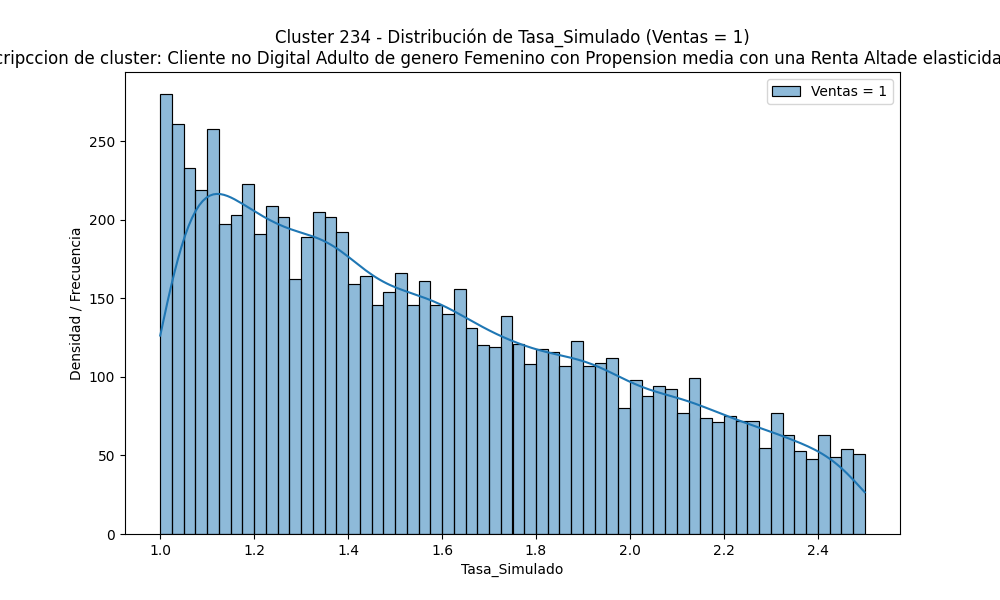 Cluster 234 - Distribución de Tasa_Simulado (Ventas = 1)
cripccion de cluster: Cliente no Digital Adulto de genero Femenino con Propension media con una Renta Altade elasticida
Ventas = 1
Densidad / Frecuencia
250
200
150
100
50
0
1.0 1.2 1.4 1.6 1.8 2.0 2.2 2.4
Tasa_Simulado